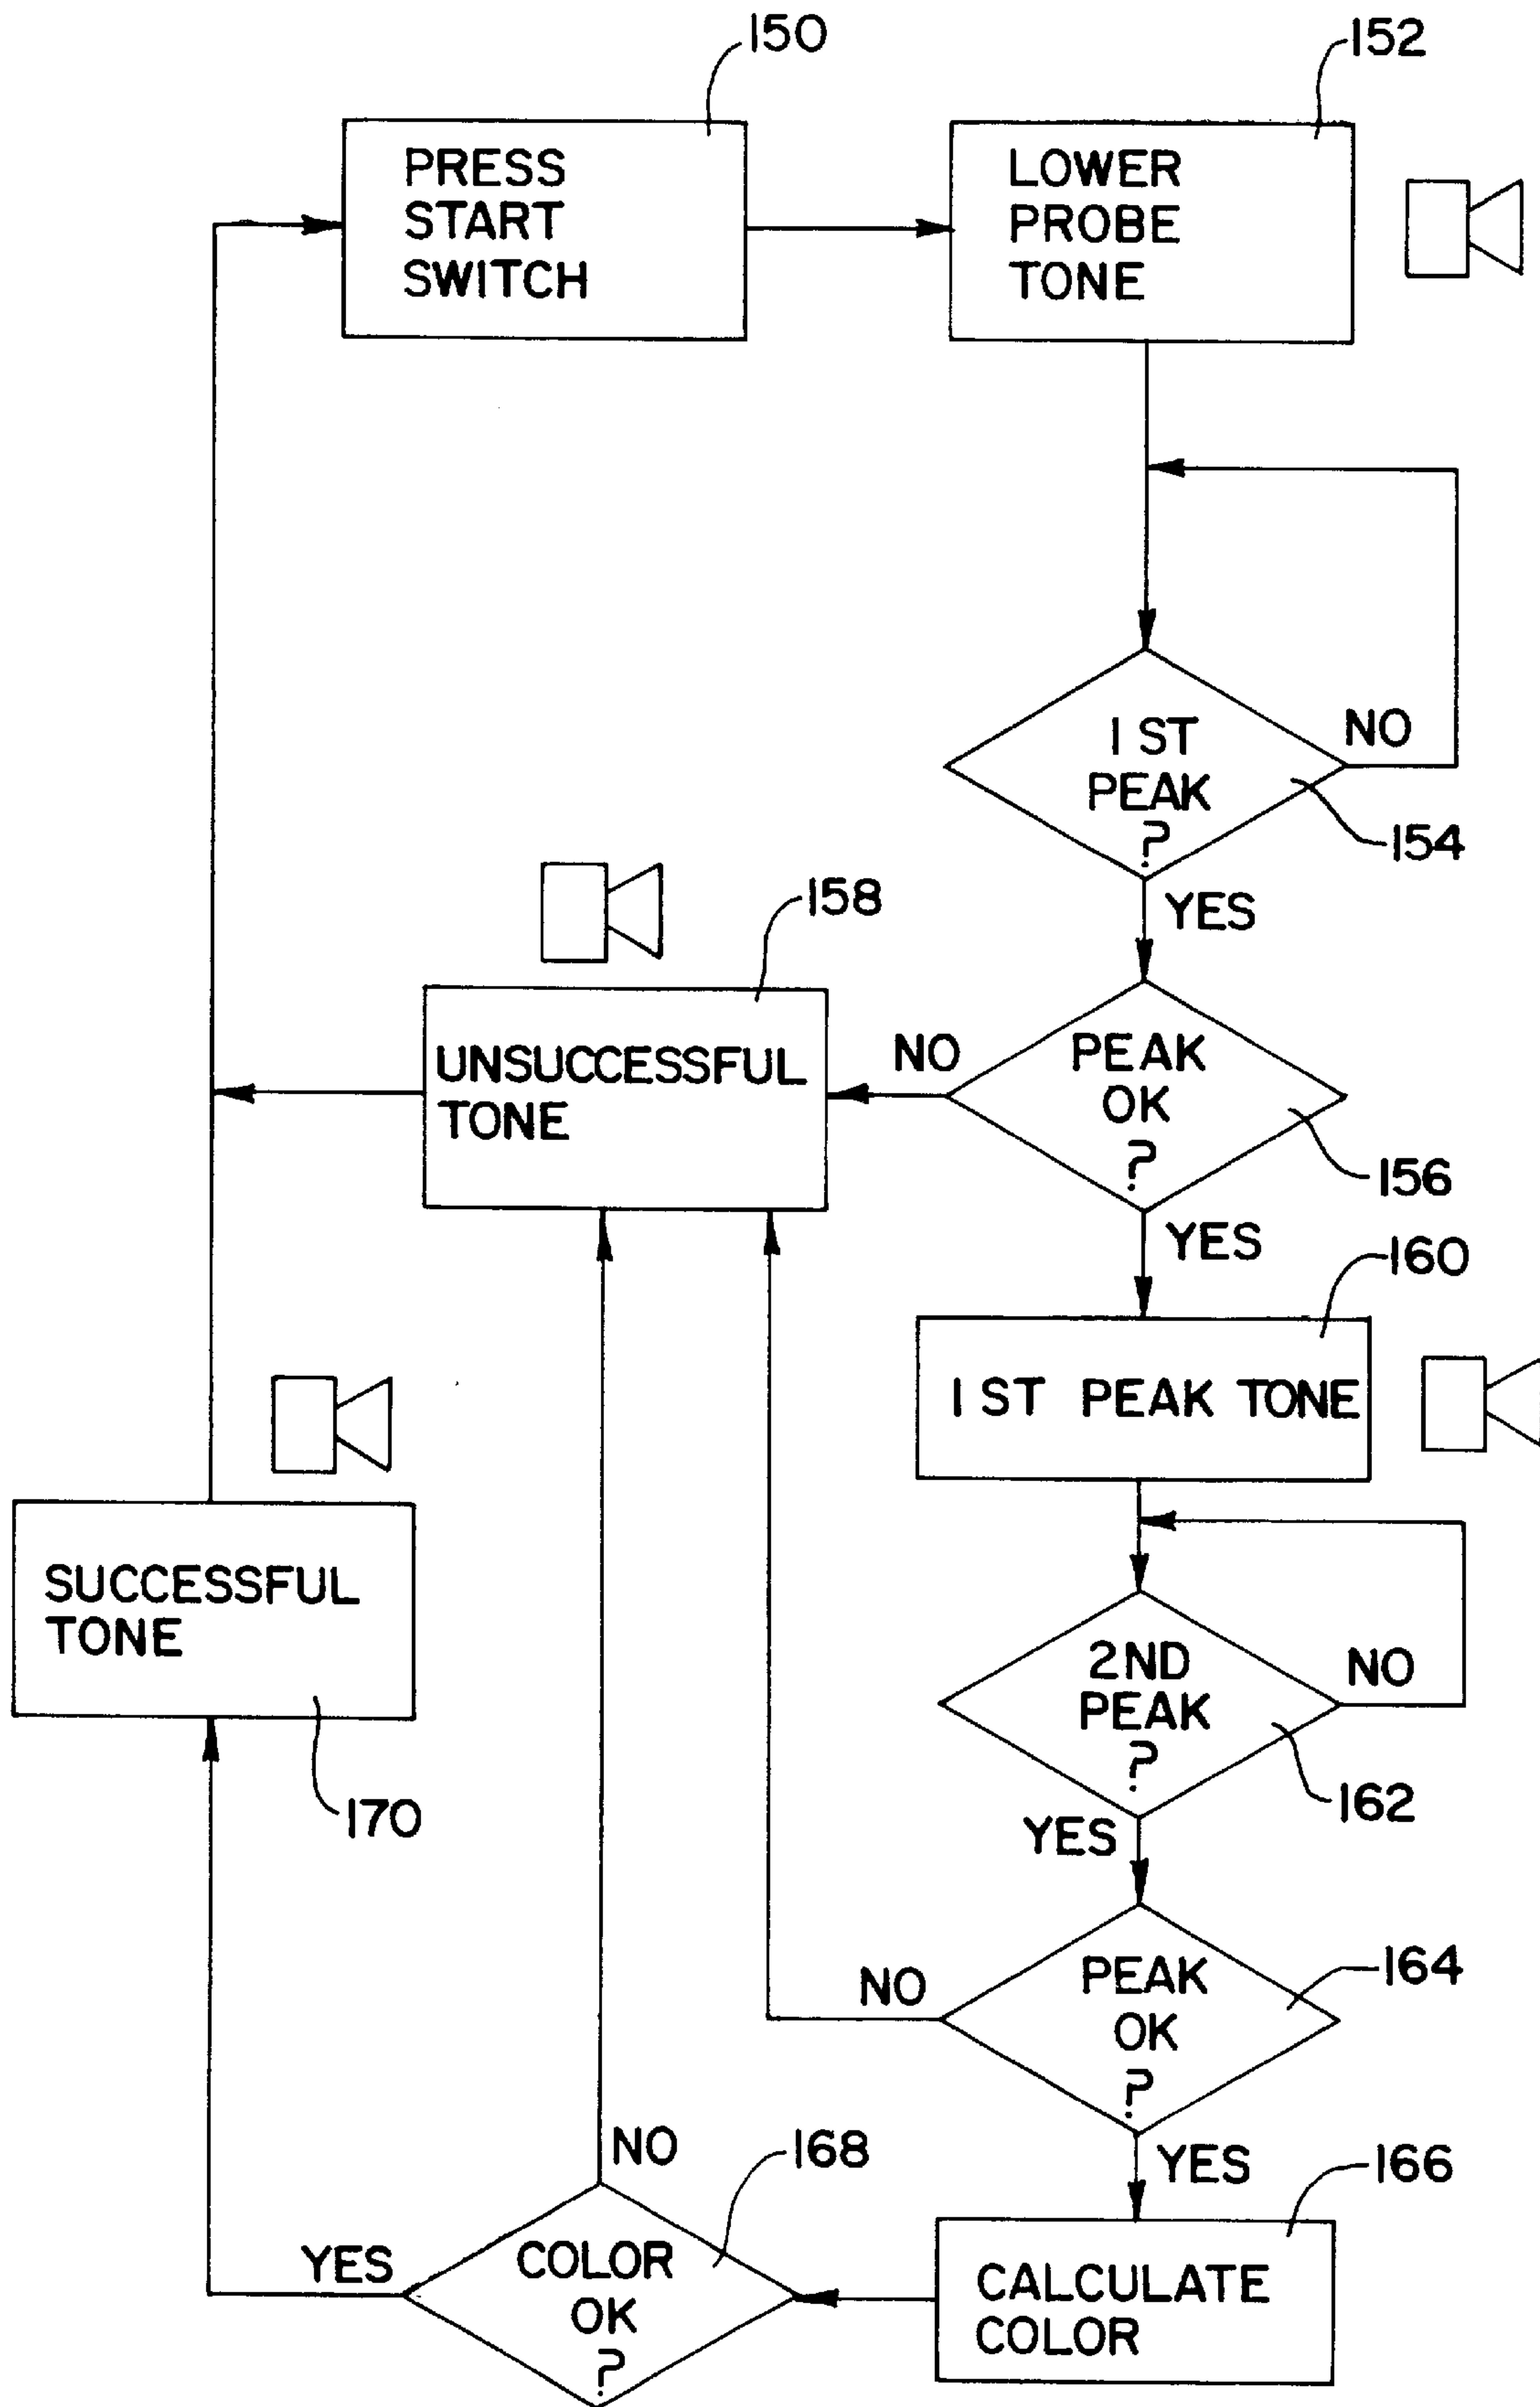 150
PRESS
START
SWITCH
152
LOWER
PROBE
TONE
1 ST
PEAK
?
NO
154
YES
158
UNSUCCESSFUL
TONE
NO
PEAK
OK
?
156
YES
160
1 ST PEAK TONE
SUCCESSFUL
TONE
170
2ND
PEAK
?
NO
162
YES
PEAK
OK
?
164
NO
YES
166
CALCULATE
COLOR
NO
168
COLOR
OK
?
YES